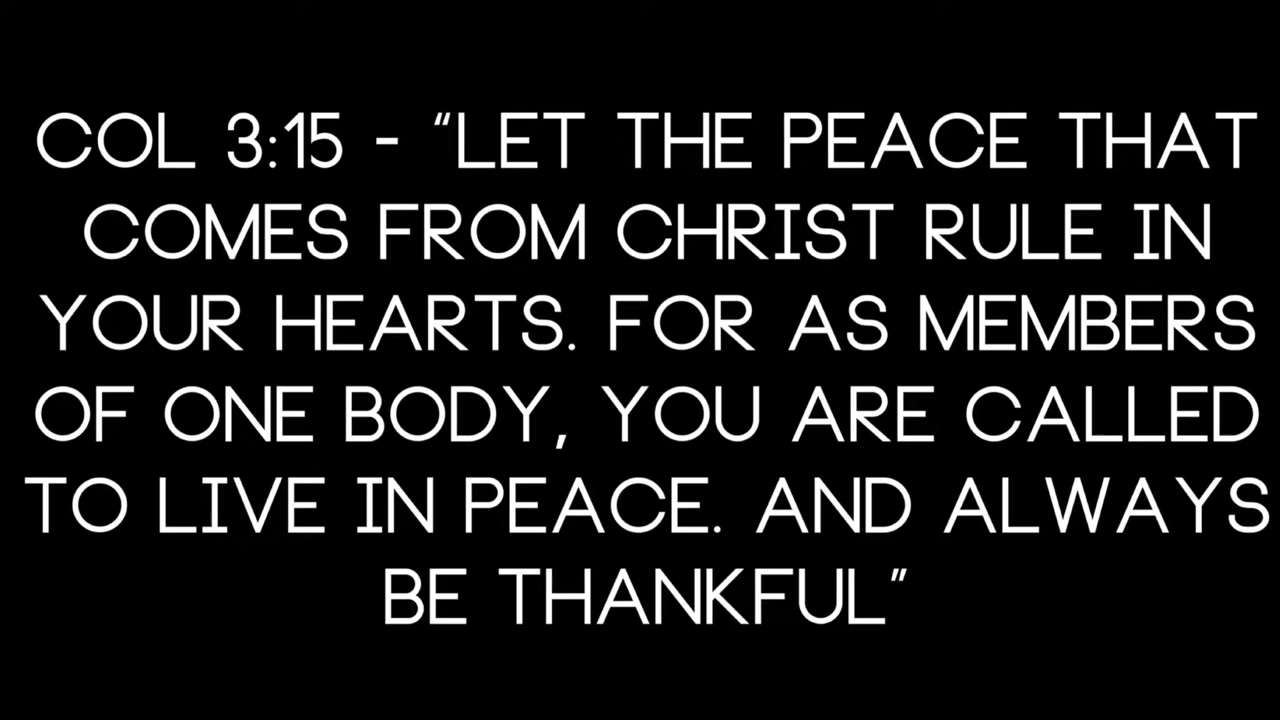 COL 3:15 - “LET THE PEACE THAT
COMES FROM CHRIST RULE IN
YOUR HEARTS. FOR AS MEMBERS
OF ONE BODY, YOU ARE CALLED
TO LIVE IN PEACE. AND ALWAYS
BE THANKFUL”